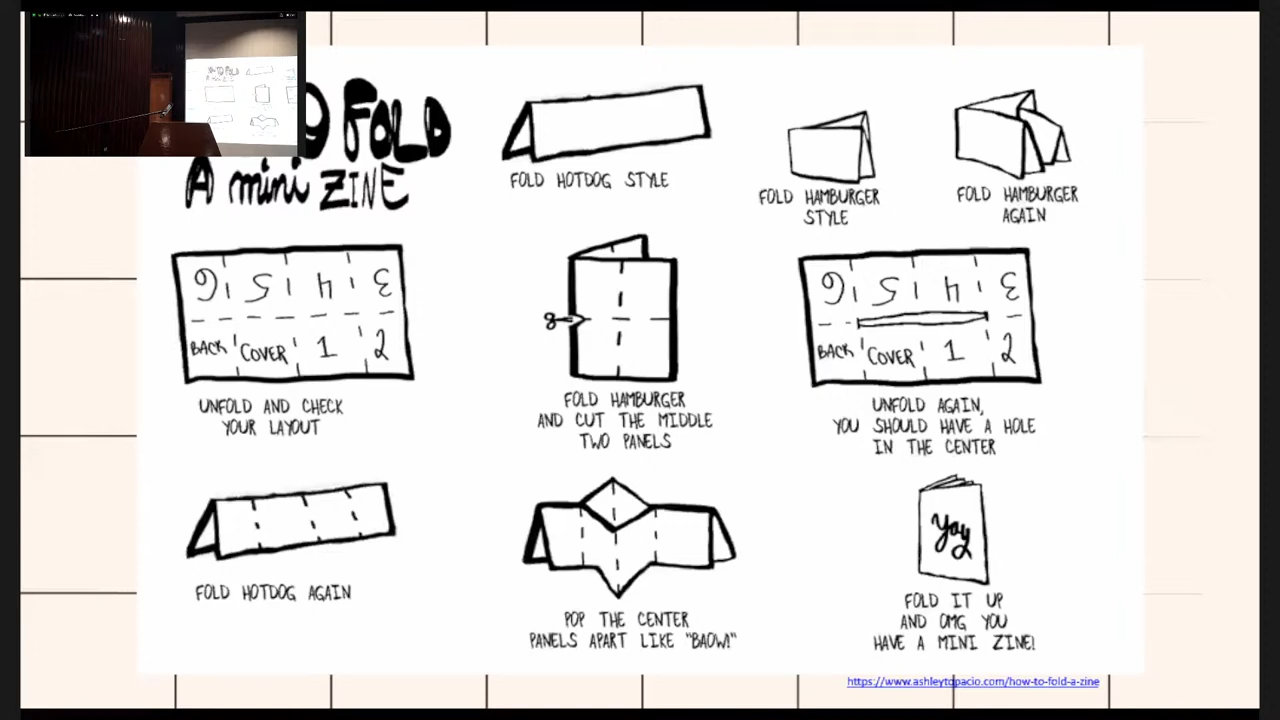 FOLD
A mini ZINE
FOLD HOTDOG STYLE
FOLD HAMBURGER
STYLE
FOLD HAMBURGER
AGAIN
6 5 4 3
BACK COVER 1 2
UNFOLD AND CHECK
YOUR LAYOUT
FOLD HAMBURGER
AND CUT THE MIDDLE
TWO PANELS
6 5 4 3
BACK COVER 1 2
UNFOLD AGAIN,
YOU SHOULD HAVE A HOLE
IN THE CENTER
FOLD HOTDOG AGAIN
POP THE CENTER
PANELS APART LIKE "BAOW!"
Yay
FOLD IT UP
AND OMG YOU
HAVE A MINI ZINE!
https://www.ashleytopacio.com/how-to-fold-a-zine